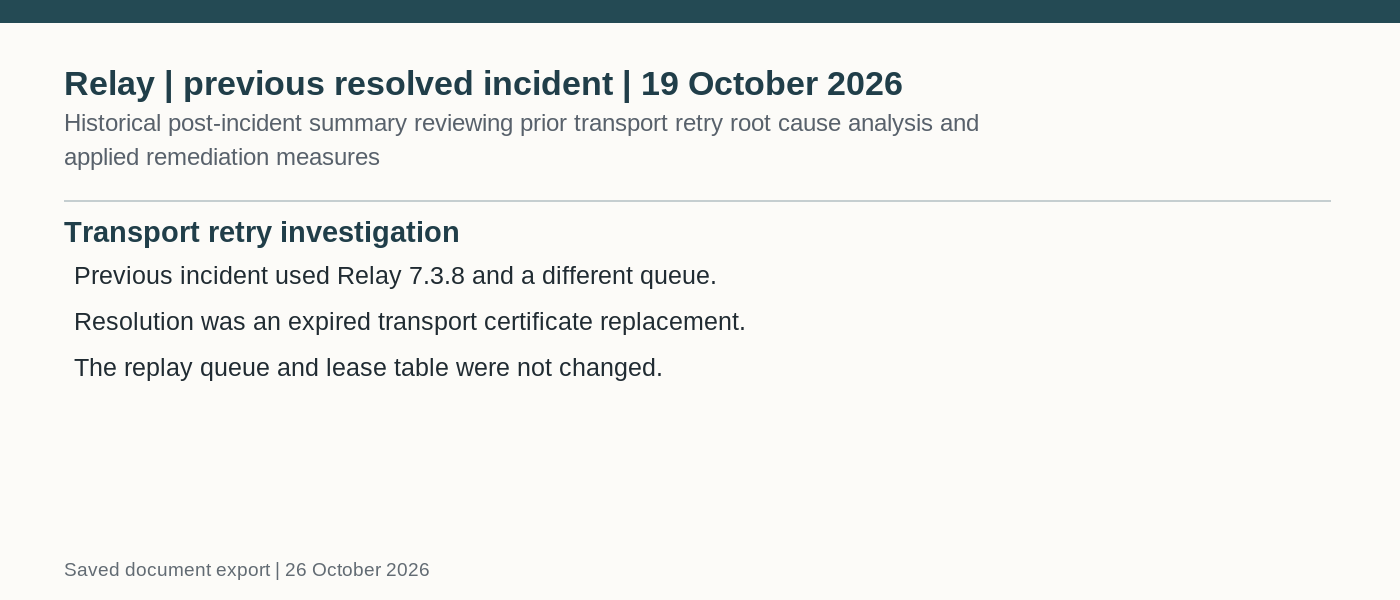 Relay | previous resolved incident | 19 October 2026
Historical post-incident summary reviewing prior transport retry root cause analysis and
applied remediation measures
Transport retry investigation
Previous incident used Relay 7.3.8 and a different queue.
Resolution was an expired transport certificate replacement.
The replay queue and lease table were not changed.
Saved document export | 26 October 2026